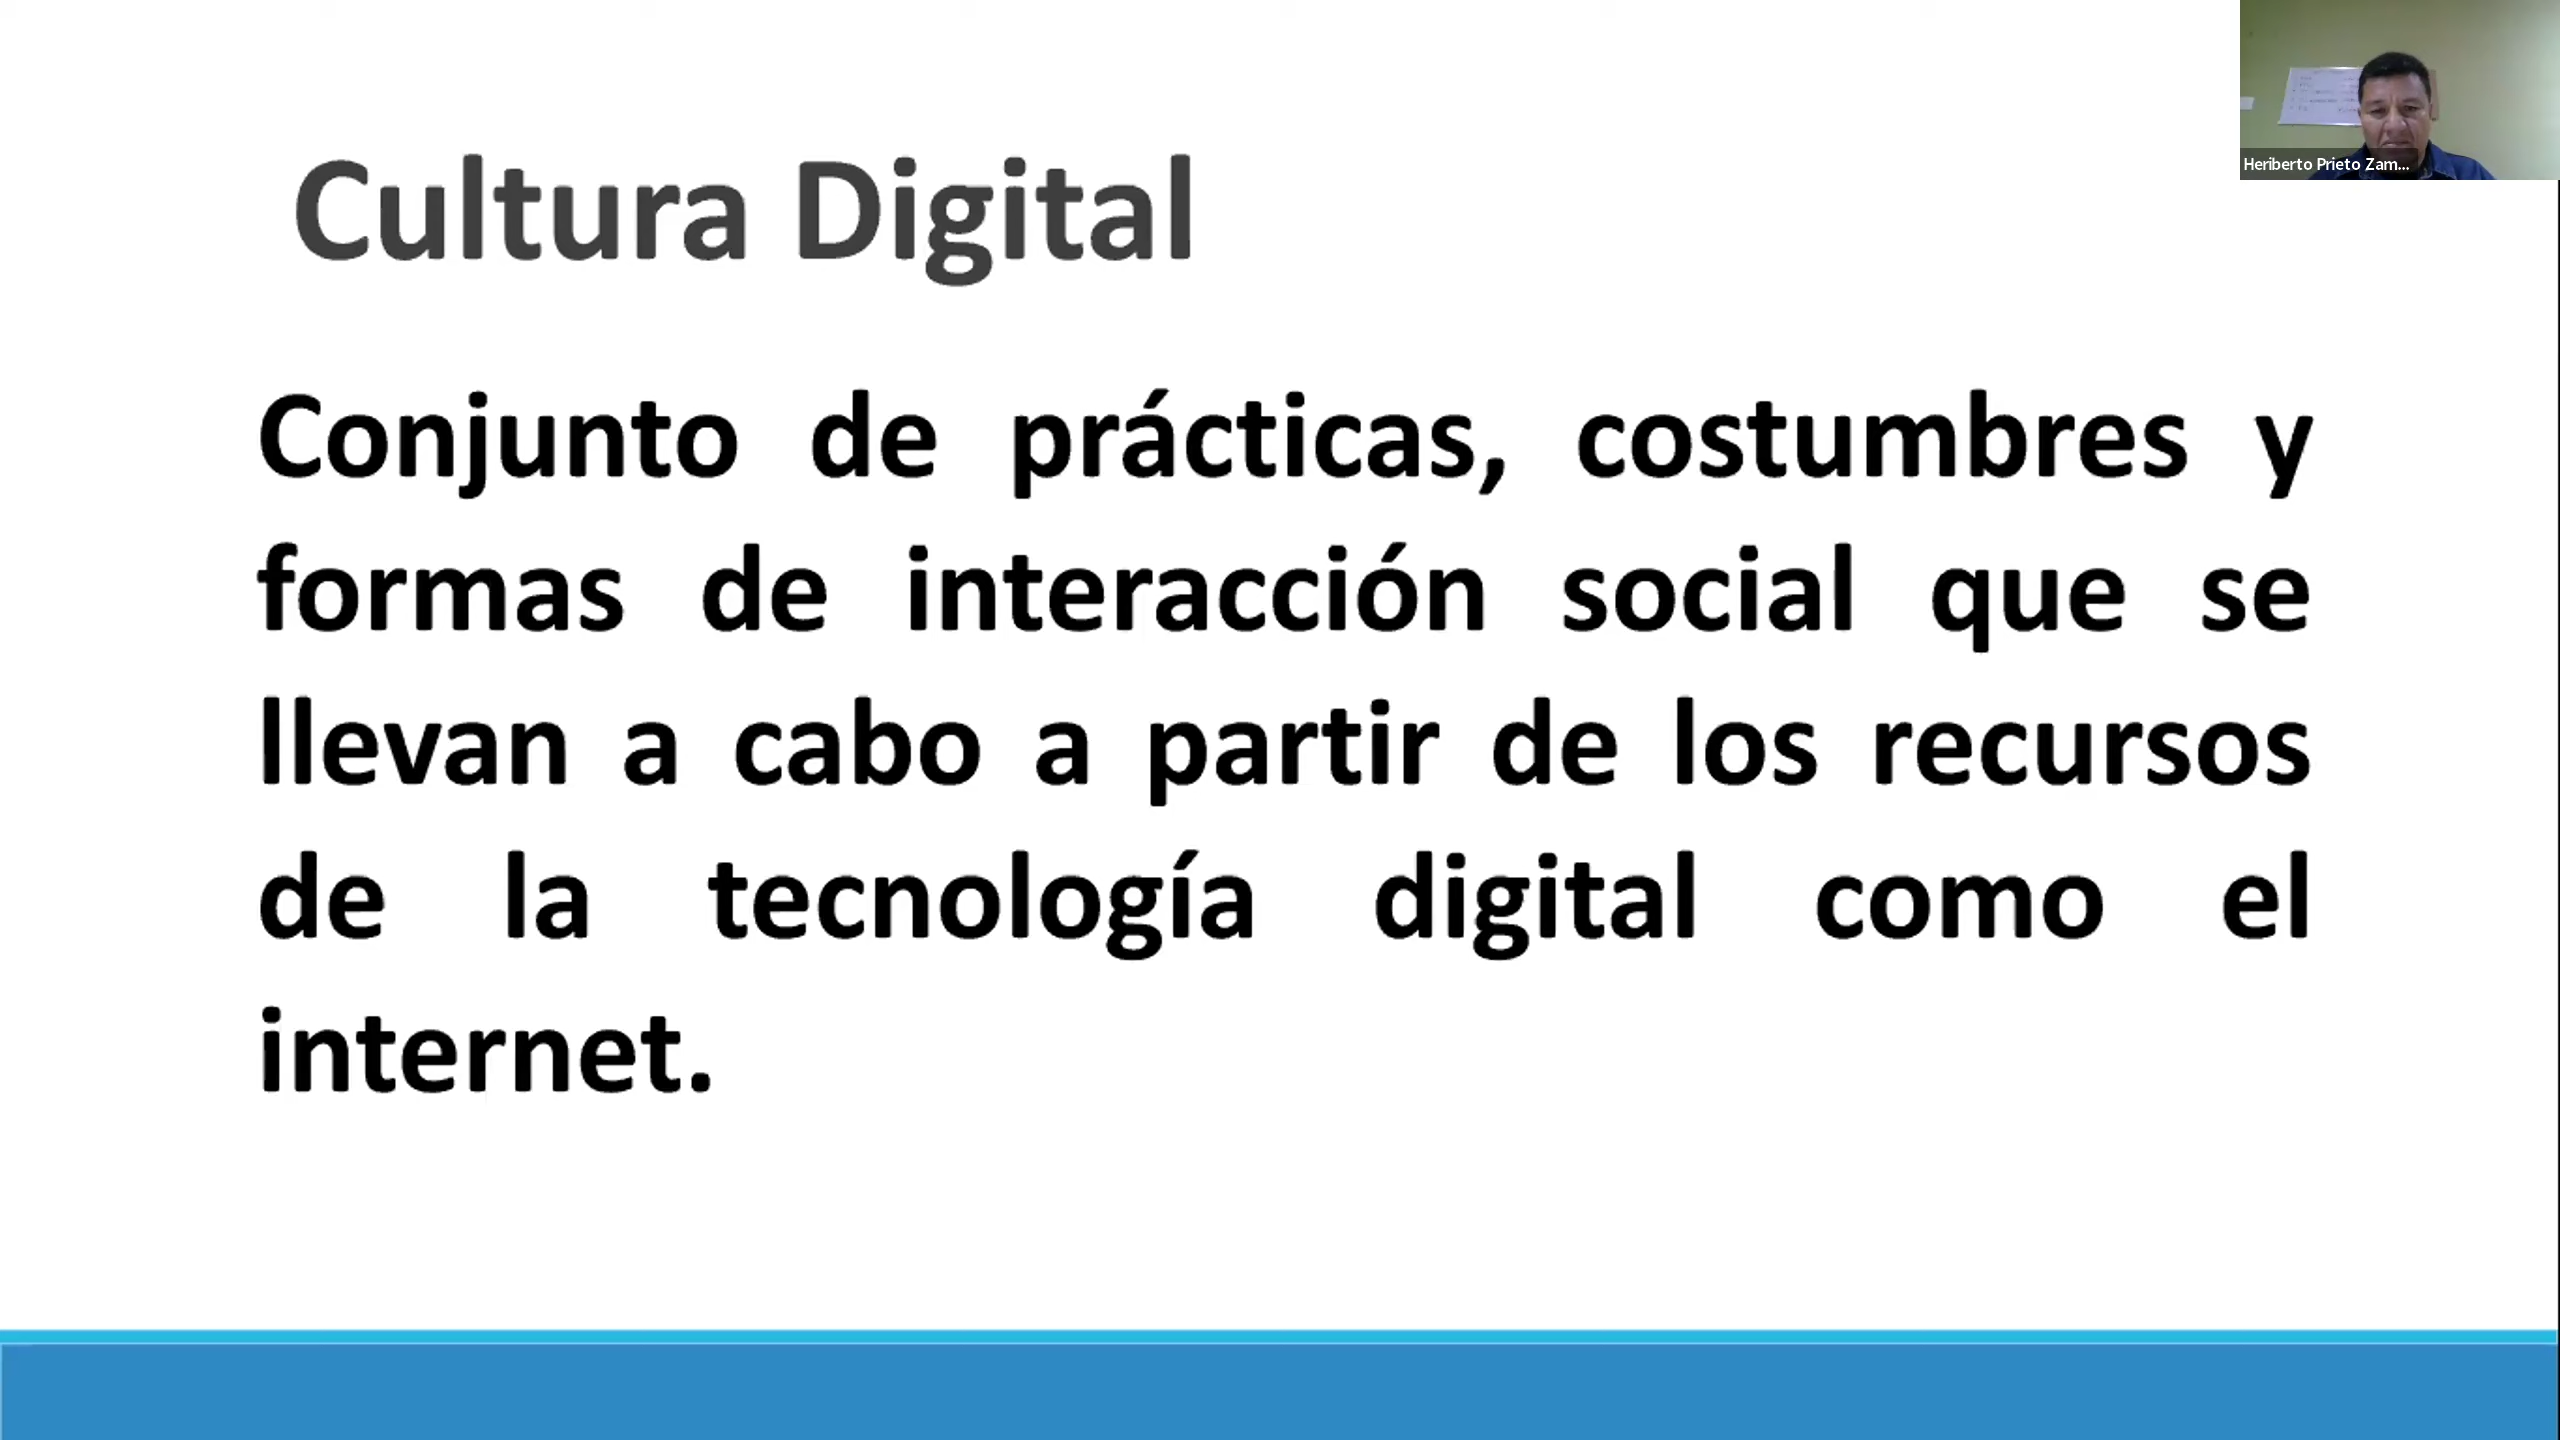 Heriberto Prieto Zam...
Cultura Digital
Conjunto de prácticas, costumbres y
formas de interacción social que se
llevan a cabo a partir de los recursos
de la tecnología digital como el
internet.